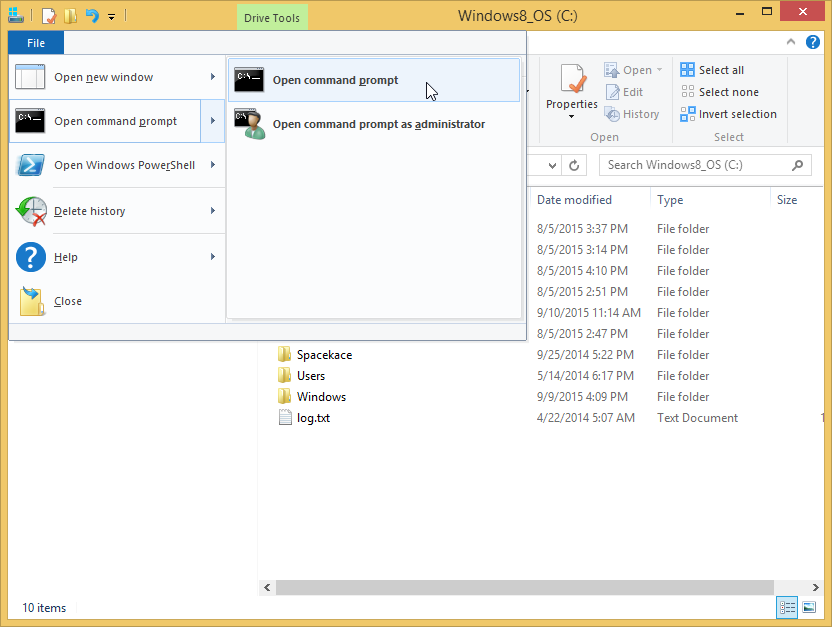 Drive Tools
Windows8_OS (C:)
File
Open new window
Open command prompt
Open Windows PowerShell
Delete history
Help
Close
Open command prompt
Open command prompt as administrator
Properties
Open
Edit
History
Open
Select all
Select none
Invert selection
Select
Search Windows8_OS (C:)
Date modified Type Size
8/5/2015 3:37 PM File folder
8/5/2015 3:14 PM File folder
8/5/2015 4:10 PM File folder
8/5/2015 2:51 PM File folder
9/10/2015 11:14 AM File folder
8/5/2015 2:47 PM File folder
Spacekace 9/25/2014 5:22 PM File folder
Users 5/14/2014 6:17 PM File folder
Windows 9/9/2015 4:09 PM File folder
log.txt 4/22/2014 5:07 AM Text Document
10 items